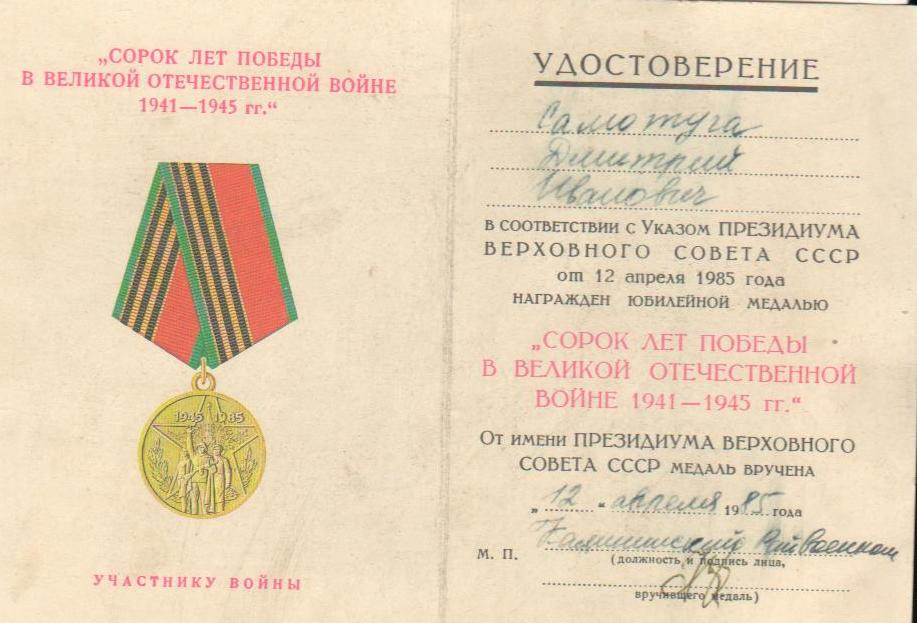 „СОРОК ЛЕТ ПОБЕДЫ
В ВЕЛИКОЙ ОТЕЧЕСТВЕННОЙ ВОЙНЕ
1941—1945 гг.“
1945 1985
УЧАСТНИКУ ВОЙНЫ
УДОСТОВЕРЕНИЕ
Самотуга
Дмитрий
Иванович
В СООТВЕТСТВИИ С УКАЗОМ ПРЕЗИДИУМА
ВЕРХОВНОГО СОВЕТА СССР
от 12 апреля 1985 года
НАГРАЖДЕН ЮБИЛЕЙНОЙ МЕДАЛЬЮ
„СОРОК ЛЕТ ПОБЕДЫ
В ВЕЛИКОЙ ОТЕЧЕСТВЕННОЙ
ВОЙНЕ 1941—1945 гг.“
ОТ ИМЕНИ ПРЕЗИДИУМА ВЕРХОВНОГО
СОВЕТА СССР МЕДАЛЬ ВРУЧЕНА
„12“ апреля 1985 года
Калининский Райвоенком
М. П.
(должность и подпись лица,
вручившего медаль)